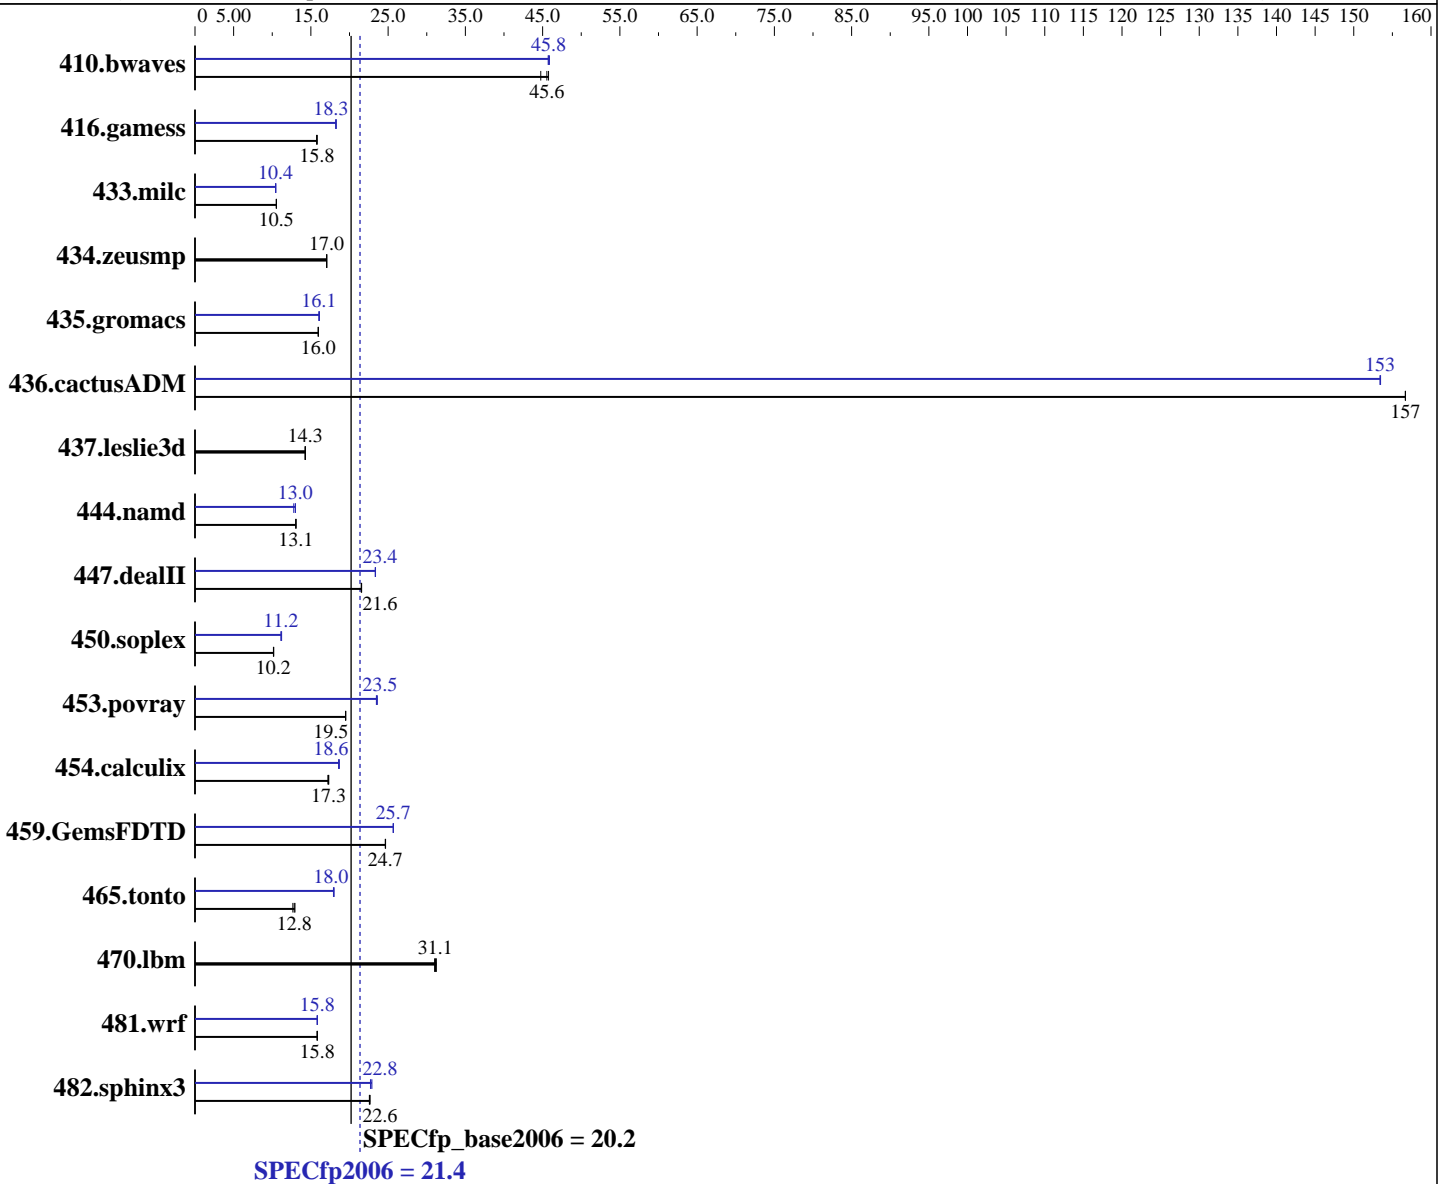 0 5.00 15.0 25.0 35.0 45.0 55.0 65.0 75.0 85.0 95.0 100 105 110 115 120 125 130 135 140 145 150 160
45.8
410.bwaves
45.6
18.3
416.gamess
15.8
10.4
433.milc
10.5
17.0
434.zeusmp
16.1
435.gromacs
16.0
153
436.cactusADM
157
14.3
437.leslie3d
13.0
444.namd
13.1
23.4
447.dealII
21.6
11.2
450.soplex
10.2
23.5
453.povray
19.5
18.6
454.calculix
17.3
25.7
459.GemsFDTD
24.7
18.0
465.tonto
12.8
31.1
470.lbm
15.8
481.wrf
15.8
22.8
482.sphinx3
22.6
SPECfp_base2006 = 20.2
SPECfp2006 = 21.4